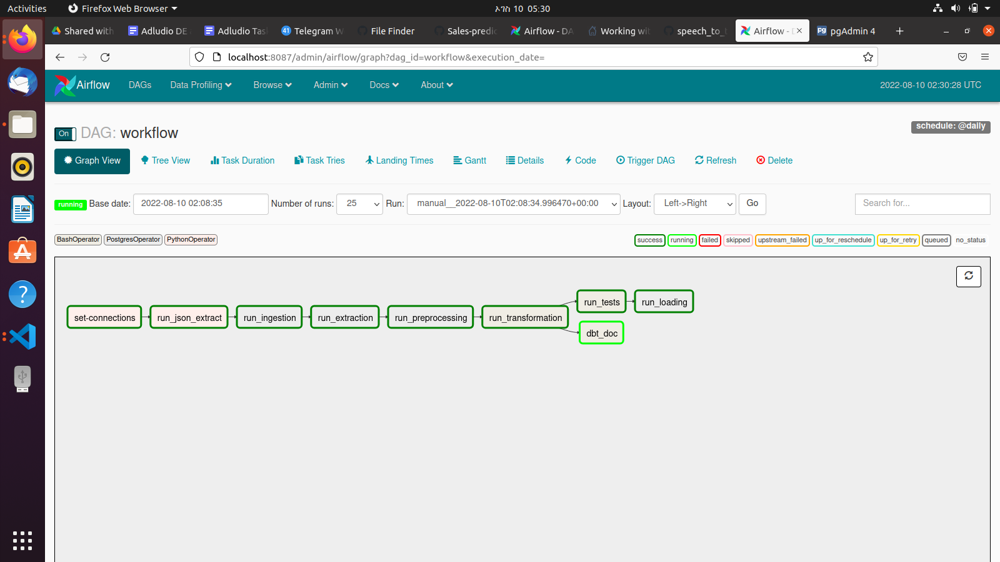 Activities
Firefox Web Browser
ኦገስ 10 05:30
Shared with
Adludio DE
Adludio Tas
41
Telegram W
File Finder
Sales-predic
Airflow - DA
Working wit
speech_to_t
Airflow - D
pgAdmin 4
localhost:8087/admin/airflow/graph?dag_id=workflow&execution_date=
Airflow
DAGs
Data Profiling
Browse
Admin
Docs
About
2022-08-10 02:30:28 UTC
On
DAG: workflow
schedule: @daily
Graph View
Tree View
Task Duration
Task Tries
Landing Times
Gantt
Details
Code
Trigger DAG
Refresh
Delete
running
Base date:
2022-08-10 02:08:35
Number of runs:
25
Run:
manual__2022-08-10T02:08:34.996470+00:00
Layout:
Left->Right
Go
Search for...
BashOperator
PostgresOperator
PythonOperator
success
running
failed
skipped
upstream_failed
up_for_reschedule
up_for_retry
queued
no_status
set-connections
run_json_extract
run_ingestion
run_extraction
run_preprocessing
run_transformation
run_tests
run_loading
dbt_doc